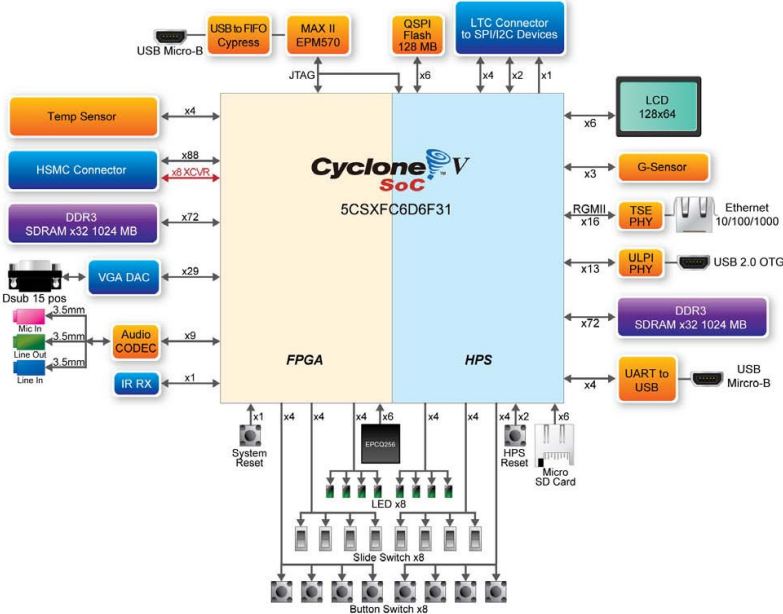 USB Micro-B
USB to FIFO
Cypress
MAX II
EPM570
QSPI
Flash
128 MB
LTC Connector
to SPI/I2C Devices
JTAG
x6
x4
x2
x1
Temp Sensor
x4
HSMC Connector
x88
x8 XCVR
DDR3
SDRAM x32 1024 MB
x72
Dsub 15 pos
VGA DAC
x29
Mic In
3.5mm
Line Out
3.5mm
Line In
Audio
CODEC
x9
IR RX
x1
Cyclone V
SoC
TM
5CSXFC6D6F31
FPGA
HPS
x6
LCD
128x64
x3
G-Sensor
RGMII
x16
TSE
PHY
Ethernet
10/100/1000
x13
ULPI
PHY
USB 2.0 OTG
x72
DDR3
SDRAM x32 1024 MB
x4
UART to
USB
USB
Mircro-B
x1
x4
x4
x4
x6
x4
x4
x4
x2
x6
System
Reset
EPCQ256
HPS
Reset
Micro
SD Card
LED x8
Slide Switch x8
Button Switch x8